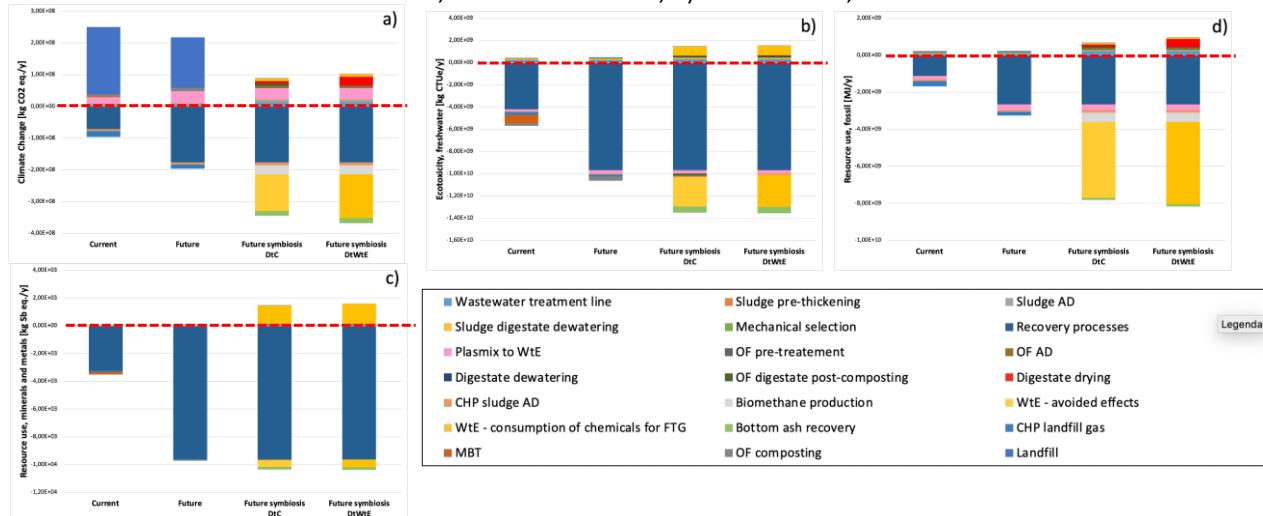 a)
Climate Change [kg CO2 eq./y]
3,00E+08
2,00E+08
1,00E+08
0,00E+00
-1,00E+08
-2,00E+08
-3,00E+08
-4,00E+08
Current
Future
Future symbiosis
DtC
Future symbiosis
DtWtE
b)
Ecotoxicity, freshwater [kg CTUe/y]
4,00E+09
2,00E+09
0,00E+00
-2,00E+09
-4,00E+09
-6,00E+09
-8,00E+09
-1,00E+10
-1,20E+10
-1,40E+10
-1,60E+10
Current
Future
Future symbiosis
DtC
Future symbiosis
DtWtE
d)
Resource use, fossil [MJ/y]
2,00E+09
0,00E+00
-2,00E+09
-4,00E+09
-6,00E+09
-8,00E+09
-1,00E+10
Current
Future
Future symbiosis
DtC
Future symbiosis
DtWtE
c)
Resource use, minerals and metals [kg Sb eq./y]
4,00E+03
2,00E+03
0,00E+00
-2,00E+03
-4,00E+03
-6,00E+03
-8,00E+03
-1,00E+04
-1,20E+04
Current
Future
Future symbiosis
DtC
Future symbiosis
DtWtE
Wastewater treatment line
Sludge pre-thickening
Sludge AD
Sludge digestate dewatering
Mechanical selection
Recovery processes
Plasmix to WtE
OF pre-treatement
OF AD
Digestate dewatering
OF digestate post-composting
Digestate drying
CHP sludge AD
Biomethane production
WtE - avoided effects
WtE - consumption of chemicals for FTG
Bottom ash recovery
CHP landfill gas
MBT
OF composting
Landfill
Legenda